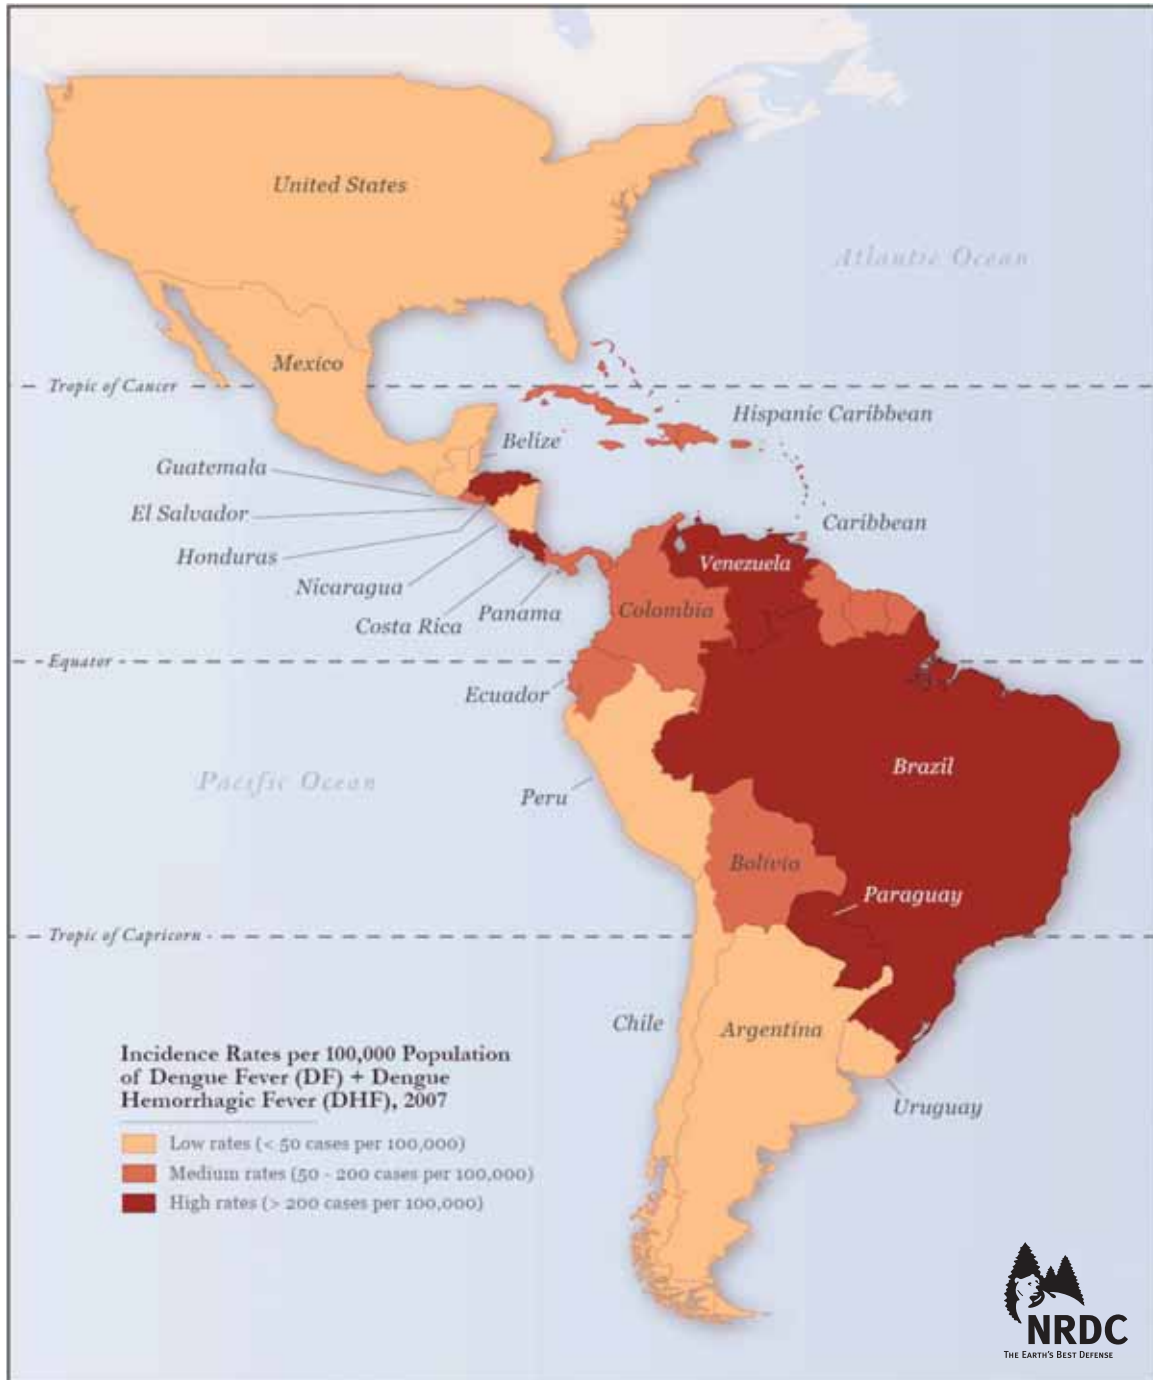 United States
Atlantic Ocean
Mexico
Tropic of Cancer
Hispanic Caribbean
Belize
Guatemala
El Salvador
Caribbean
Honduras
Venezuela
Nicaragua
Panama
Colombia
Costa Rica
Equator
Ecuador
Brazil
Pacific Ocean
Peru
Bolivia
Paraguay
Tropic of Capricorn
Chile
Argentina
Incidence Rates per 100,000 Population
of Dengue Fever (DF) + Dengue
Hemorrhagic Fever (DHF), 2007
Uruguay
Low rates (< 50 cases per 100,000)
Medium rates (50 - 200 cases per 100,000)
High rates (> 200 cases per 100,000)
NRDC
THE EARTH'S BEST DEFENSE